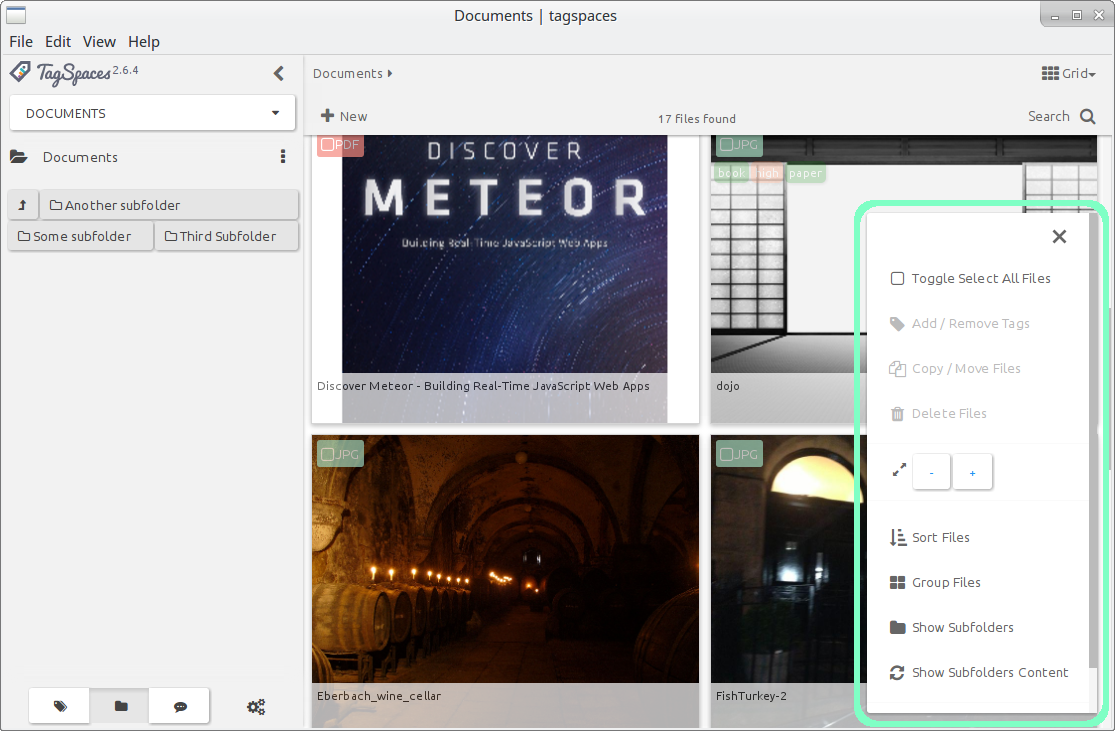 Documents | tagspaces
File Edit View Help
TagSpaces 2.6.4
Documents
Grid
DOCUMENTS
New
17 files found
Search
Documents
Another subfolder
Some subfolder
Third Subfolder
PDF
DISCOVER
METEOR
Building Real-Time JavaScript Web Apps
Discover Meteor - Building Real-Time JavaScript Web Apps
JPG
book high paper
dojo
JPG
Eberbach_wine_cellar
JPG
FishTurkey-2
Toggle Select All Files
Add / Remove Tags
Copy / Move Files
Delete Files
- +
Sort Files
Group Files
Show Subfolders
Show Subfolders Content